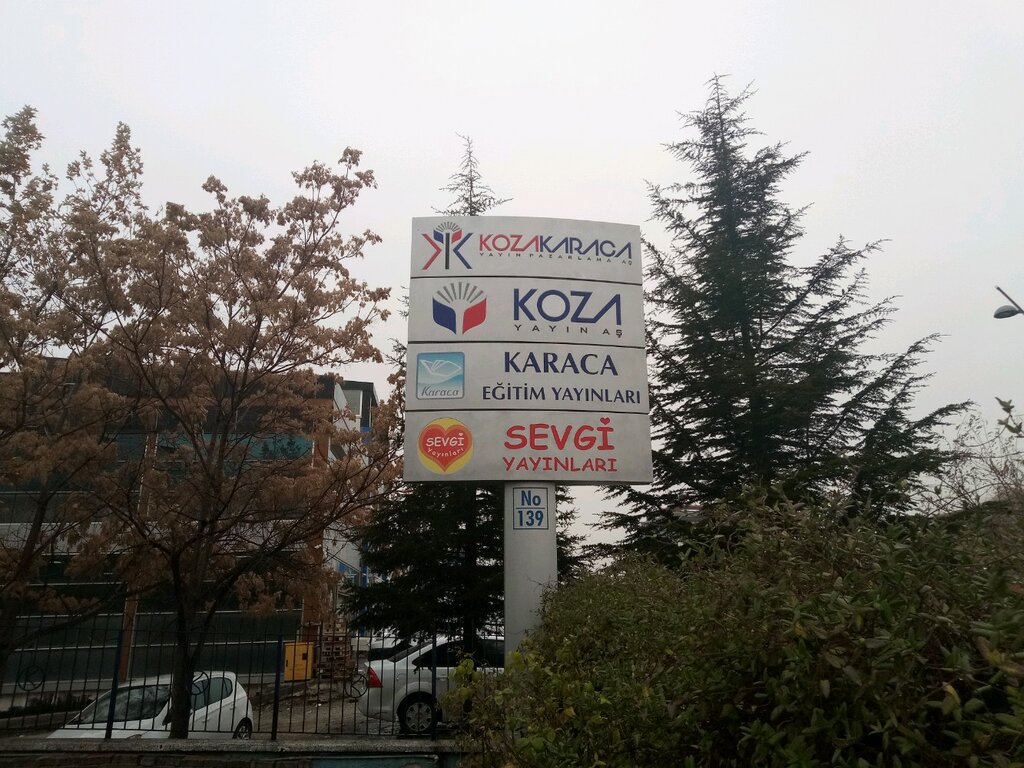 KOZAKARACA
YAYIN PAZARLAMA AŞ
KOZA
YAYIN AŞ
Karaca
KARACA
EĞİTİM YAYINLARI
SEVGİ
Yayınları
SEVGİ
YAYINLARI
No
139